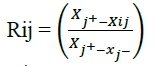 Rij = (X_{j^+ - Xij} / X_{j^+ - x_{j^-}})